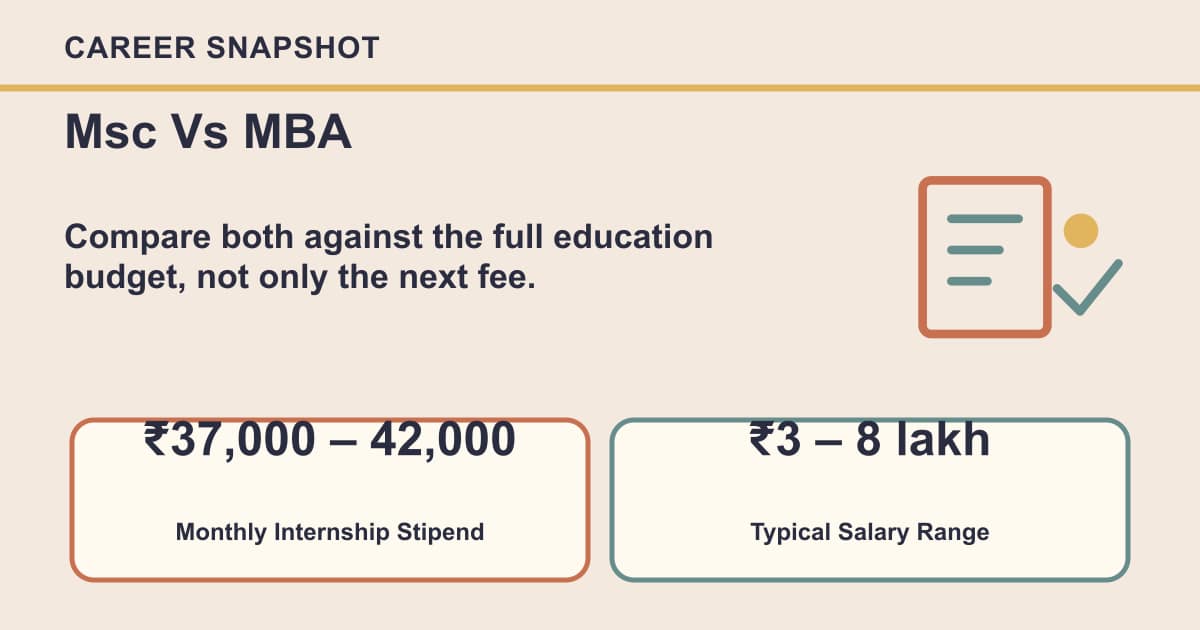 CAREER SNAPSHOT
Msc Vs MBA
Compare both against the full education
budget, not only the next fee.
₹37,000 – 42,000
Monthly Internship Stipend
₹3 – 8 lakh
Typical Salary Range